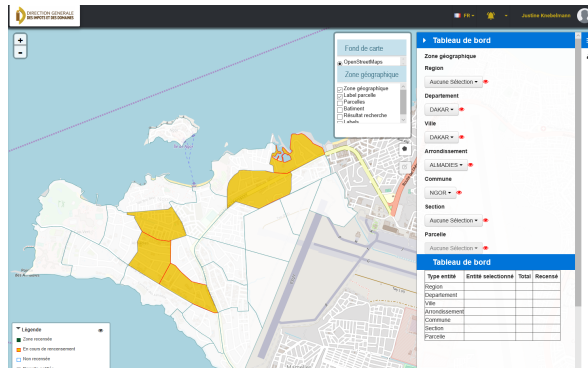 DIRECTION GENERALE
DES IMPOTS ET DES DOMAINES
FR
Justine Knebelmann
+
-
Fond de carte
OpenStreetMaps
Zone géographique
Zone géographique
Label parcelle
Parcelles
Batiment
Résultat recherche
Labels
Tableau de bord
Zone géographique
Region
Aucune Sélection
Departement
DAKAR
Ville
DAKAR
Arrondissement
ALMADIES
Commune
NGOR
Section
Aucune Sélection
Parcelle
Aucune Sélection
Tableau de bord
Type entité Entité selectionné Total Recensé
Region
Departement
Ville
Arrondissement
Commune
Section
Parcelle
Légende
Zone recensée
En cours de recensement
Non recensée